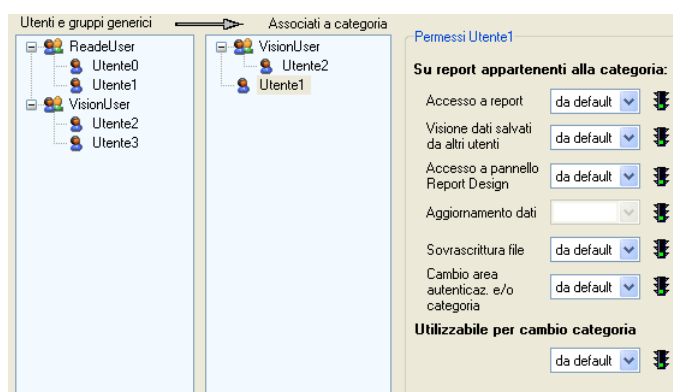 Utenti e gruppi generici
Associati a categoria
ReadeUser
Utente0
Utente1
VisionUser
Utente2
Utente3
VisionUser
Utente2
Utente1
Permessi Utente1
Su report appartenenti alla categoria:
Accesso a report
da default
Visione dati salvati
da altri utenti
da default
Accesso a pannello
Report Design
da default
Aggiornamento dati
Sovrascrittura file
da default
Cambio area
autenticaz. e/o
categoria
da default
Utilizzabile per cambio categoria
da default